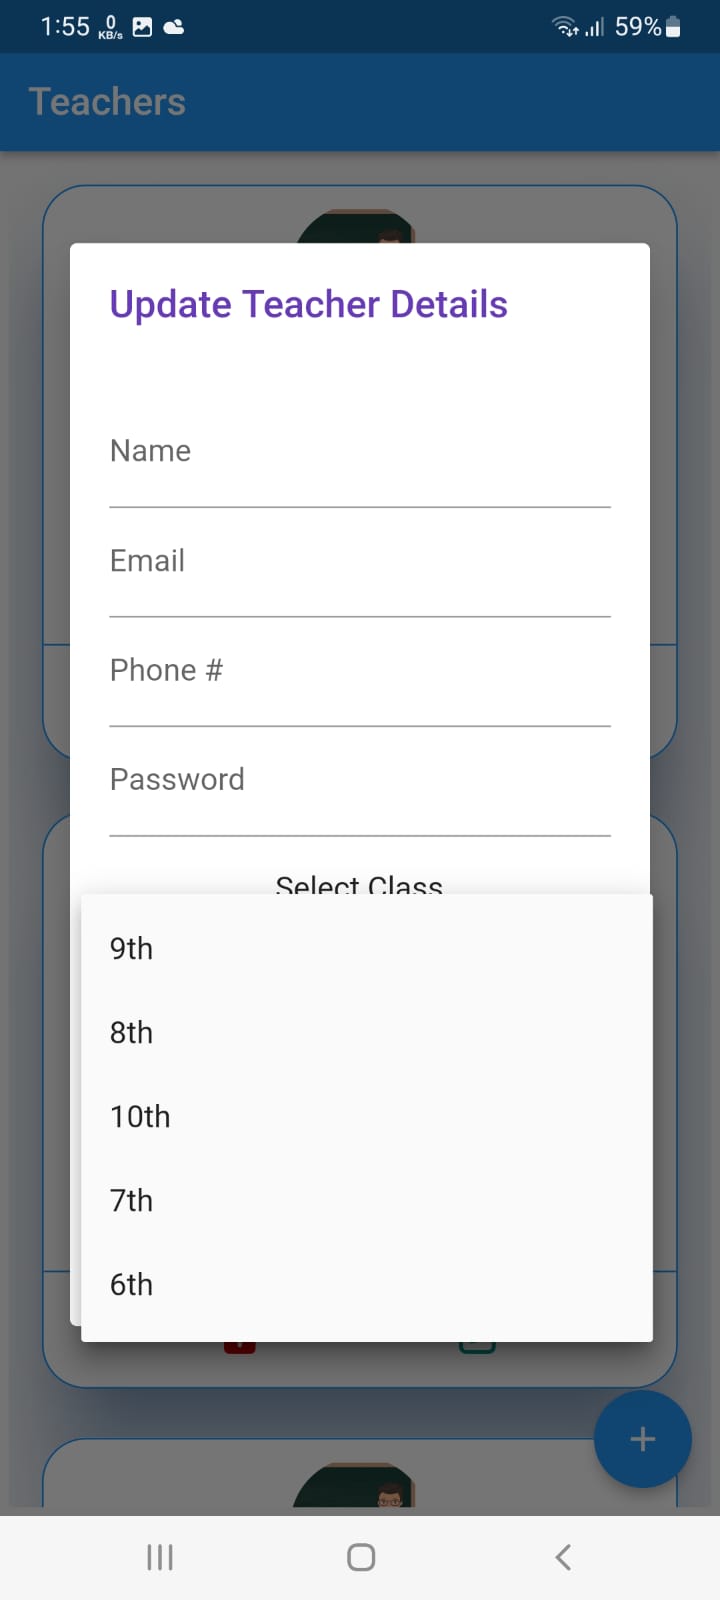 1:55 0 KB/s 59%
Teachers
Update Teacher Details
Name
Email
Phone #
Password
Select Class
9th
8th
10th
7th
6th